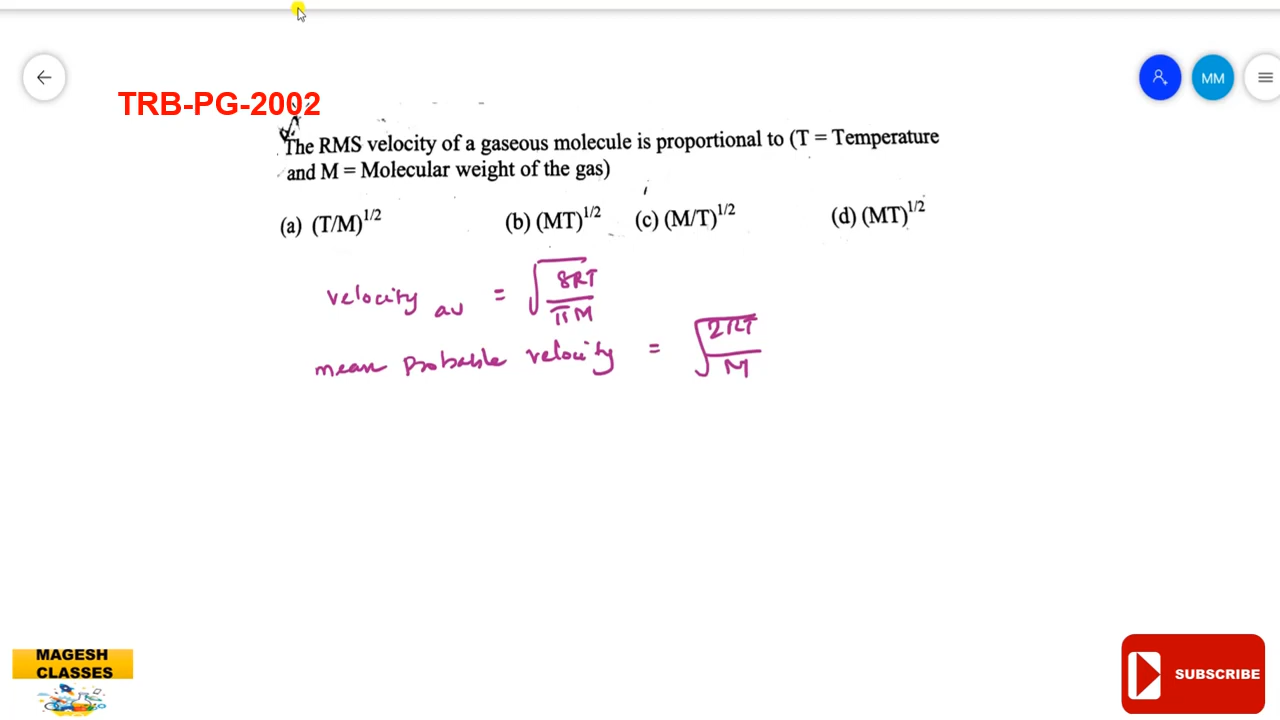 MM
TRB-PG-2002
The RMS velocity of a gaseous molecule is proportional to (T = Temperature
and M = Molecular weight of the gas)
(a) (T/M)^1/2 (b) (MT)^1/2 (c) (M/T)^1/2 (d) (MT)^1/2
velocity av = √8RT/πM
mean probable velocity = √2RT/M
MAGESH
CLASSES
SUBSCRIBE